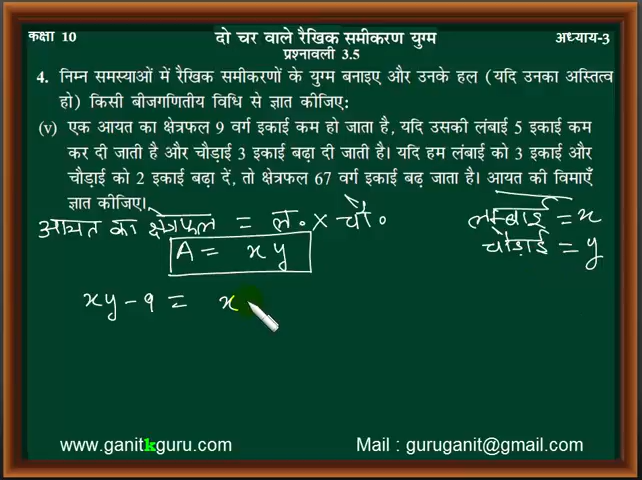 कक्षा 10
दो चर वाले रैखिक समीकरण युग्म
अध्याय-3
प्रश्नावली 3.5
4. निम्न समस्याओं में रैखिक समीकरणों के युग्म बनाइए और उनके हल (यदि उनका अस्तित्व
हो) किसी बीजगणितीय विधि से ज्ञात कीजिए:
(v) एक आयत का क्षेत्रफल 9 वर्ग इकाई कम हो जाता है, यदि उसकी लंबाई 5 इकाई कम
कर दी जाती है और चौड़ाई 3 इकाई बढ़ा दी जाती है। यदि हम लंबाई को 3 इकाई और
चौड़ाई को 2 इकाई बढ़ा दें, तो क्षेत्रफल 67 वर्ग इकाई बढ़ जाता है। आयत की विमाएँ
ज्ञात कीजिए।
आयत का क्षेत्रफल = ल० × चौ०
लम्बाई = x
A = xy
चौड़ाई = y
xy - 9 = x
www.ganitkguru.com
Mail : guruganit@gmail.com